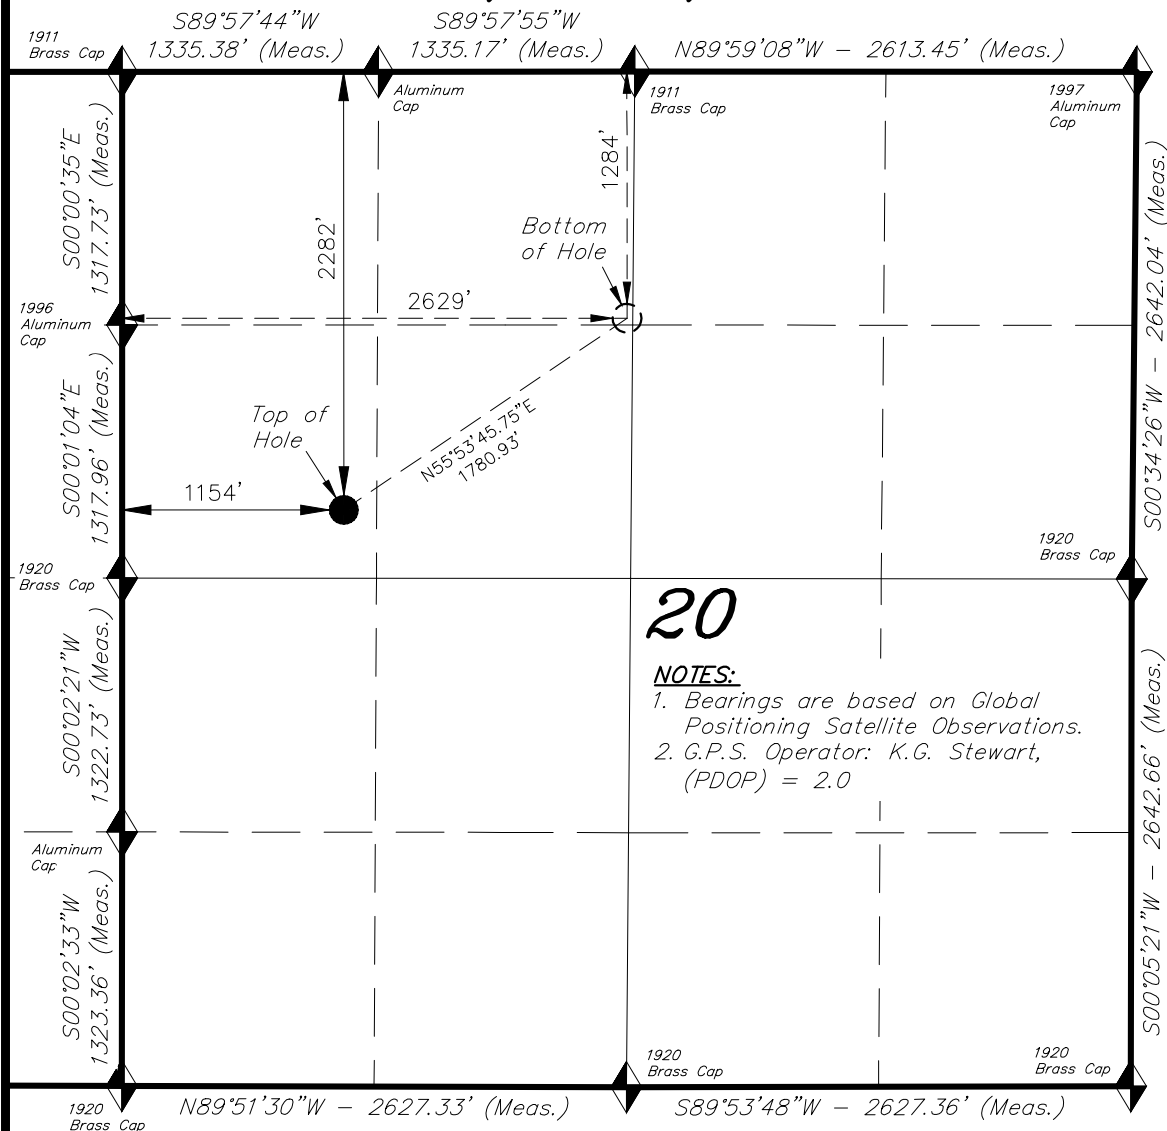 S89°57'44"W
1335.38' (Meas.)
S89°57'55"W
1335.17' (Meas.)
N89°59'08"W - 2613.45' (Meas.)
1911
Brass Cap
Aluminum
Cap
1911
Brass Cap
1997
Aluminum
Cap
S00°00'35"E
1317.73' (Meas.)
2282'
1284'
Bottom
of Hole
2629'
S00°34'26"W - 2642.04' (Meas.)
1996
Aluminum
Cap
S00°01'04"E
1317.96' (Meas.)
Top of
Hole
N55°53'45.75"E
1780.93'
1154'
1920
Brass Cap
1920
Brass Cap
20
NOTES:
1. Bearings are based on Global
Positioning Satellite Observations.
2. G.P.S. Operator: K.G. Stewart,
(PDOP) = 2.0
S00°02'21"W
1322.73' (Meas.)
S00°05'21"W - 2642.66' (Meas.)
Aluminum
Cap
S00°02'33"W
1323.36' (Meas.)
1920
Brass Cap
1920
Brass Cap
1920
Brass Cap
N89°51'30"W - 2627.33' (Meas.)
S89°53'48"W - 2627.36' (Meas.)